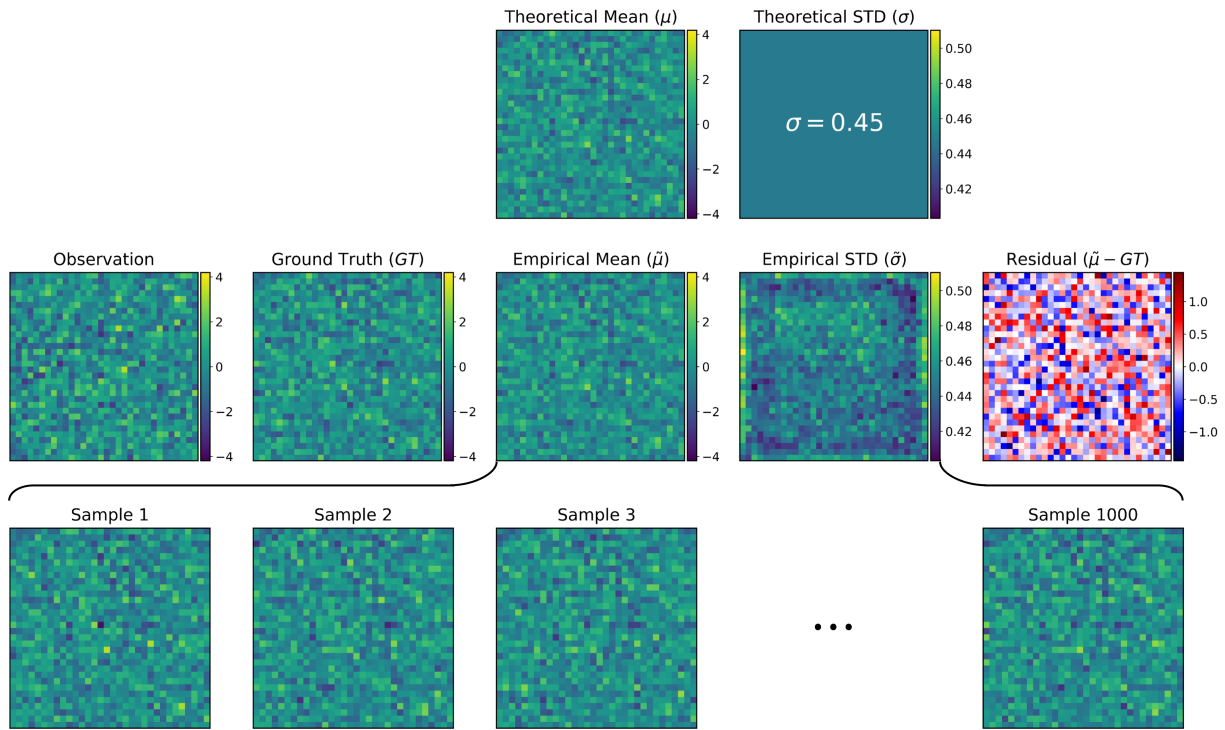 Theoretical Mean (μ)
Theoretical STD (σ)
4
2
0
−2
−4
σ = 0.45
0.50
0.48
0.46
0.44
0.42
Observation
Ground Truth (GT)
Empirical Mean (μ̃)
Empirical STD (σ̃)
Residual (μ̃ − GT)
4
2
0
−2
−4
4
2
0
−2
−4
4
2
0
−2
−4
0.50
0.48
0.46
0.44
0.42
1.0
0.5
0.0
−0.5
−1.0
Sample 1
Sample 2
Sample 3
Sample 1000
• • •